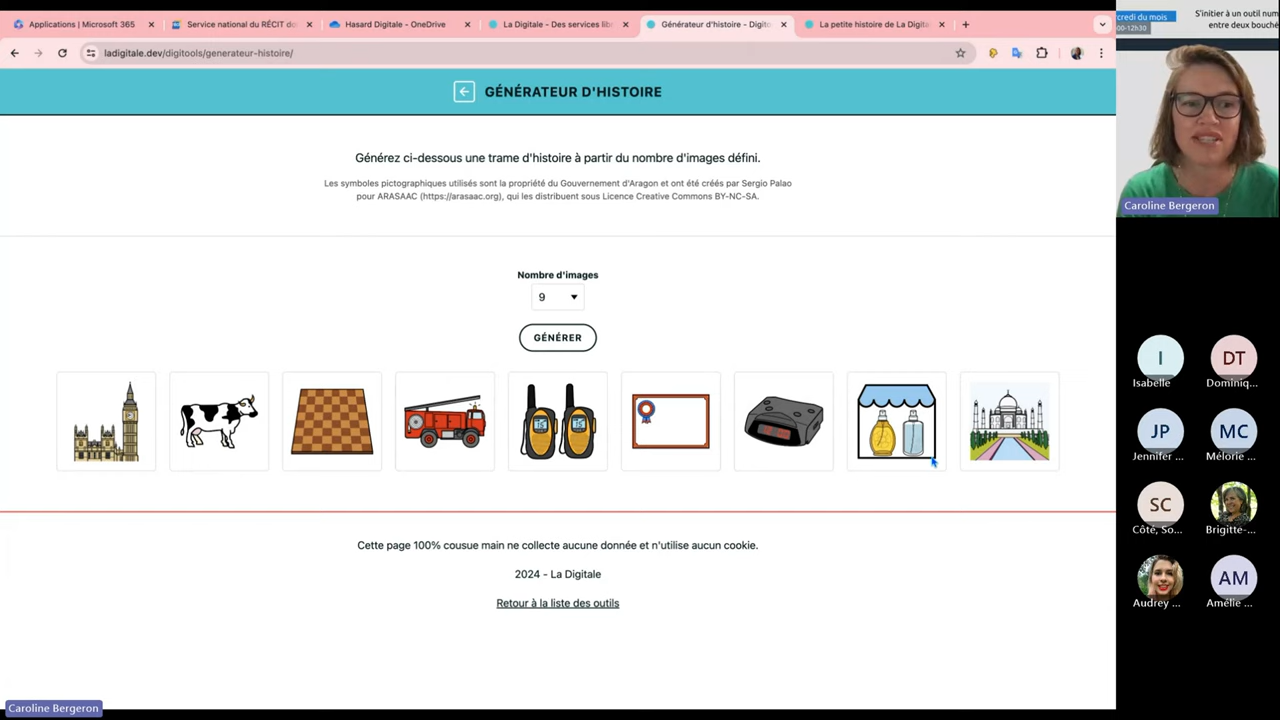 Applications | Microsoft 365
Service national du RÉCIT do
Hasard Digitale - OneDrive
La Digitale - Des services lib
Générateur d'histoire - Digito
La petite histoire de La Digita
credi du mois
00-12h30
S'initier à un outil num
entre deux bouché
ladigitale.dev/digitools/generateur-histoire/
GÉNÉRATEUR D'HISTOIRE
Générez ci-dessous une trame d'histoire à partir du nombre d'images défini.
Les symboles pictographiques utilisés sont la propriété du Gouvernement d'Aragon et ont été créés par Sergio Palao
pour ARASAAC (https://arasaac.org), qui les distribuent sous Licence Creative Commons BY-NC-SA.
Nombre d'images
9
GÉNÉRER
Cette page 100% cousue main ne collecte aucune donnée et n'utilise aucun cookie.
2024 - La Digitale
Retour à la liste des outils
Caroline Bergeron
I
Isabelle
DT
Dominiq...
JP
Jennifer ...
MC
Mélorie ...
SC
Côté, So...
Brigitte-...
Audrey ...
AM
Amélie ...
Caroline Bergeron